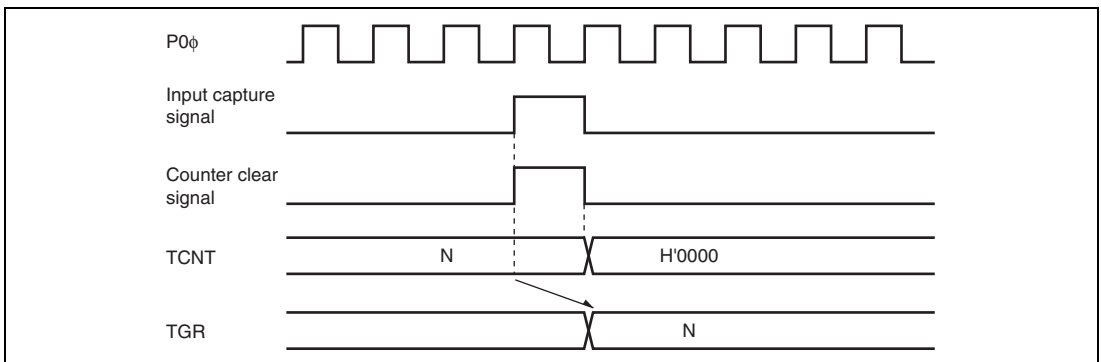 P0φ
Input capture
signal
Counter clear
signal
TCNT N H'0000
TGR N